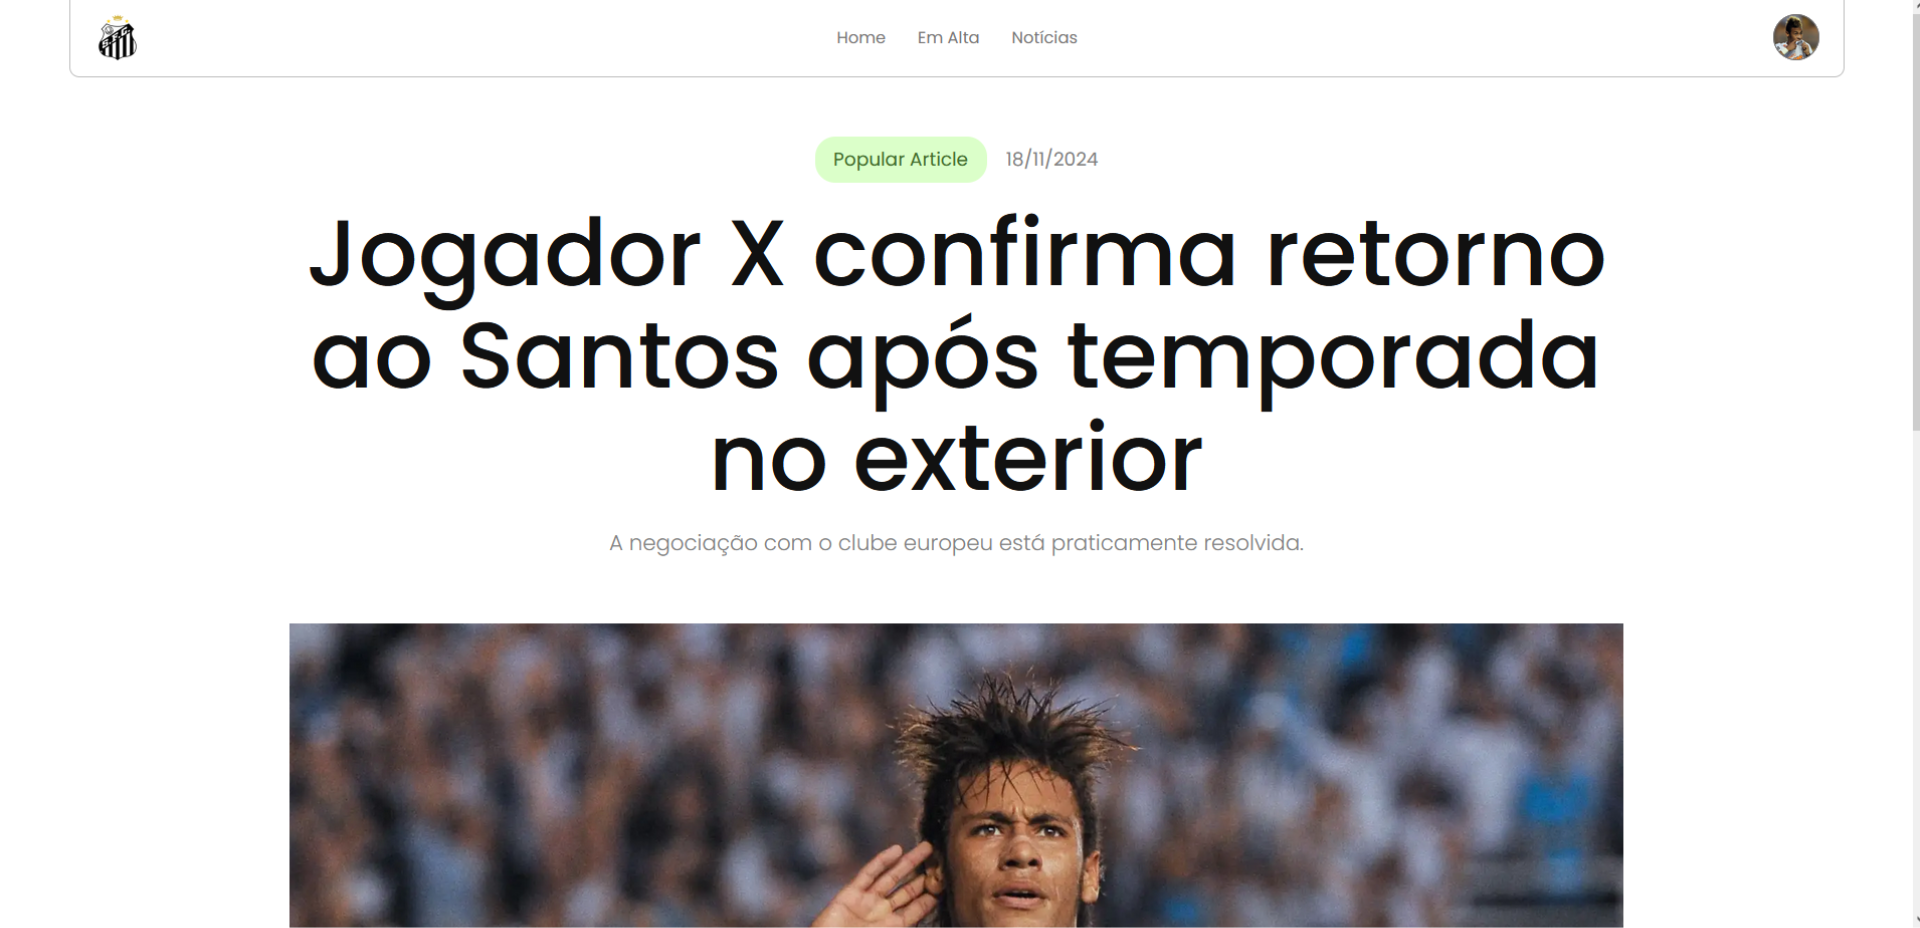 Home Em Alta Notícias
Popular Article 18/11/2024
Jogador X confirma retorno
ao Santos após temporada
no exterior
A negociação com o clube europeu está praticamente resolvida.